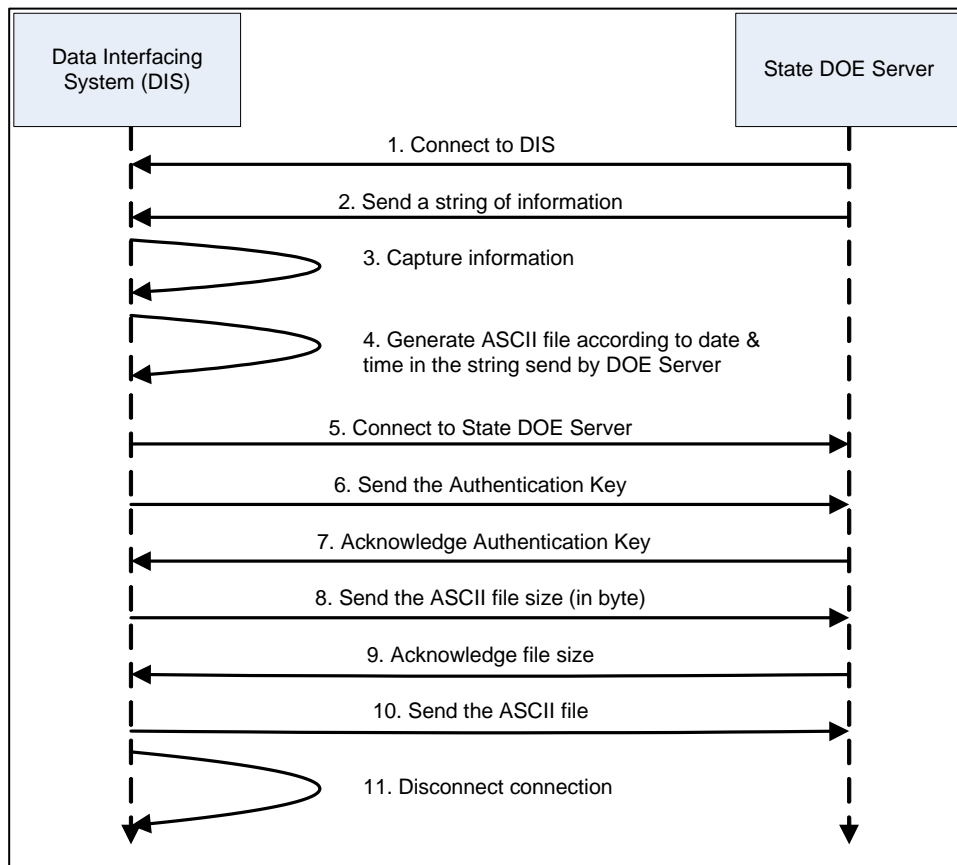 Data Interfacing
System (DIS)
State DOE Server
1. Connect to DIS
2. Send a string of information
3. Capture information
4. Generate ASCII file according to date &
time in the string send by DOE Server
5. Connect to State DOE Server
6. Send the Authentication Key
7. Acknowledge Authentication Key
8. Send the ASCII file size (in byte)
9. Acknowledge file size
10. Send the ASCII file
11. Disconnect connection